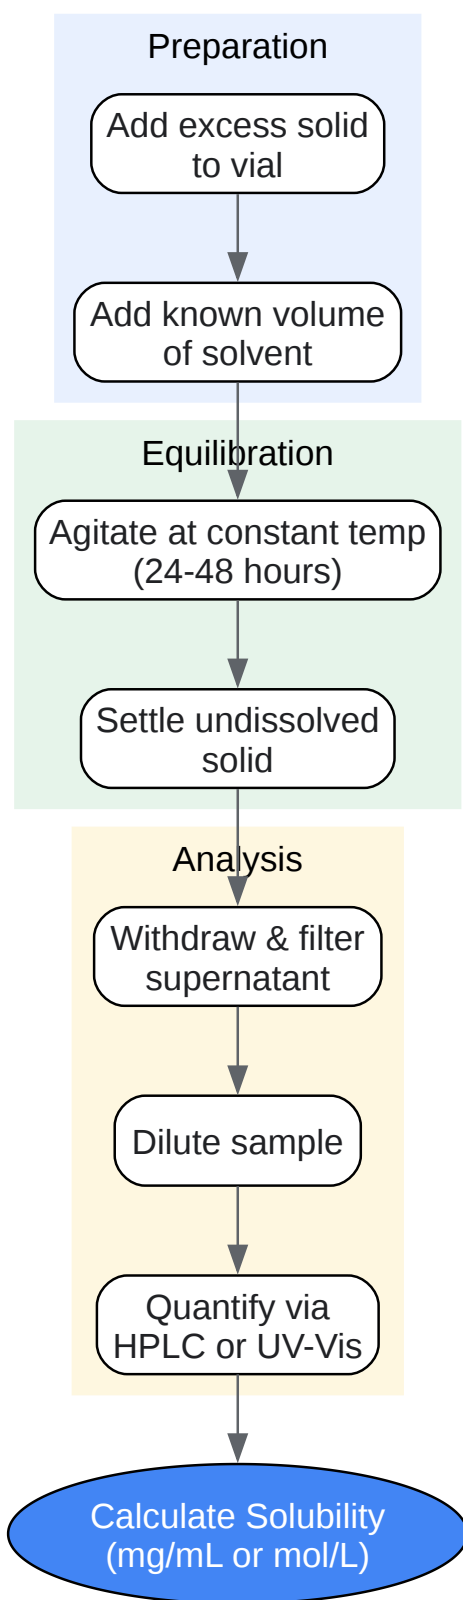 Preparation
Add excess solid
to vial
Add known volume
of solvent
Equilibration
Agitate at constant temp
(24-48 hours)
Settle undissolved
solid
Analysis
Withdraw & filter
supernatant
Dilute sample
Quantify via
HPLC or UV-Vis
Calculate Solubility
(mg/mL or mol/L)